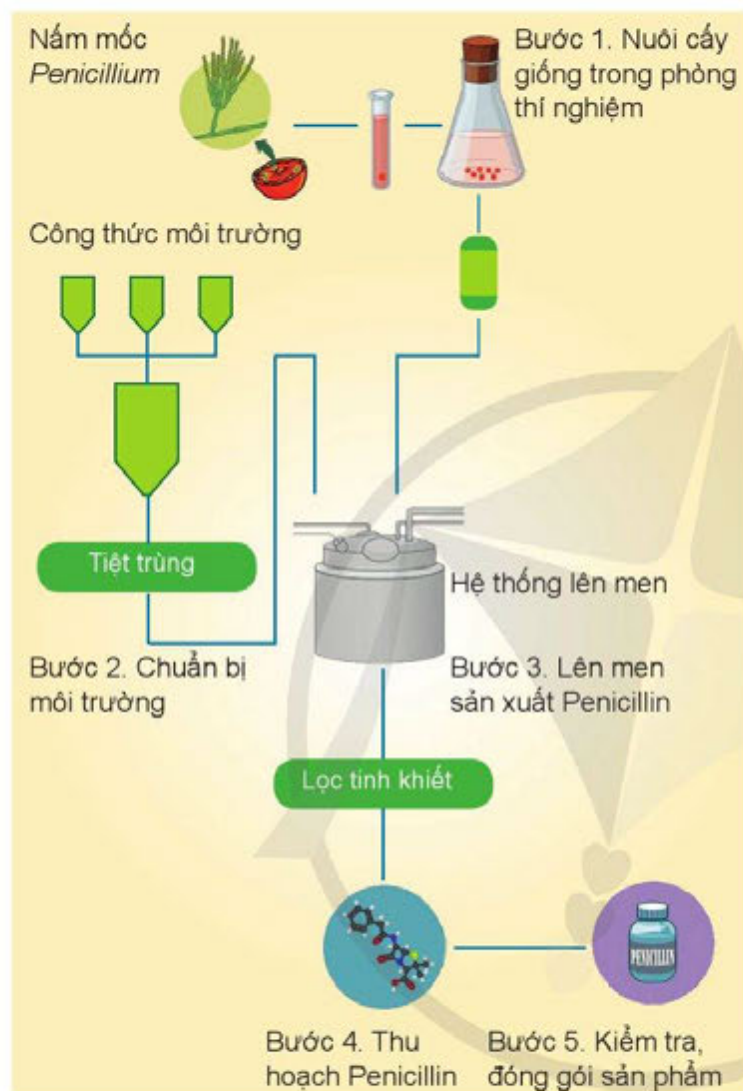 Nấm mốc
Penicillium
Bước 1. Nuôi cấy
giống trong phòng
thí nghiệm
Công thức môi trường
Tiệt trùng
Hệ thống lên men
Bước 2. Chuẩn bị
môi trường
Bước 3. Lên men
sản xuất Penicillin
Lọc tinh khiết
PENICILLIN
Bước 4. Thu
hoạch Penicillin
Bước 5. Kiểm tra,
đóng gói sản phẩm